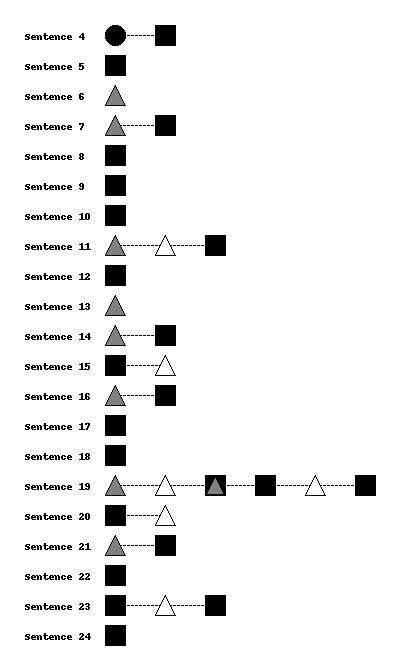 Sentence 4
Sentence 5
Sentence 6
Sentence 7
Sentence 8
Sentence 9
Sentence 10
Sentence 11
Sentence 12
Sentence 13
Sentence 14
Sentence 15
Sentence 16
Sentence 17
Sentence 18
Sentence 19
Sentence 20
Sentence 21
Sentence 22
Sentence 23
Sentence 24